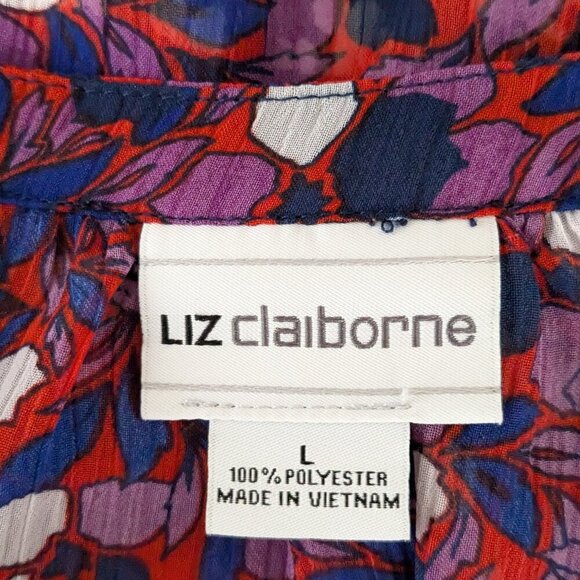 LIZ claiborne
L
100% POLYESTER
MADE IN VIETNAM